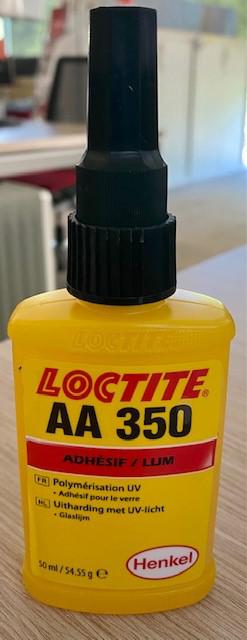 LOCTITE
LOCTITE®
AA 350
ADHÉSIF / LIJM
FR Polymérisation UV
• Adhésif pour le verre
NL Uitharding met UV-licht
• Glaslijm
50 ml / 54.55 g ℮
Henkel